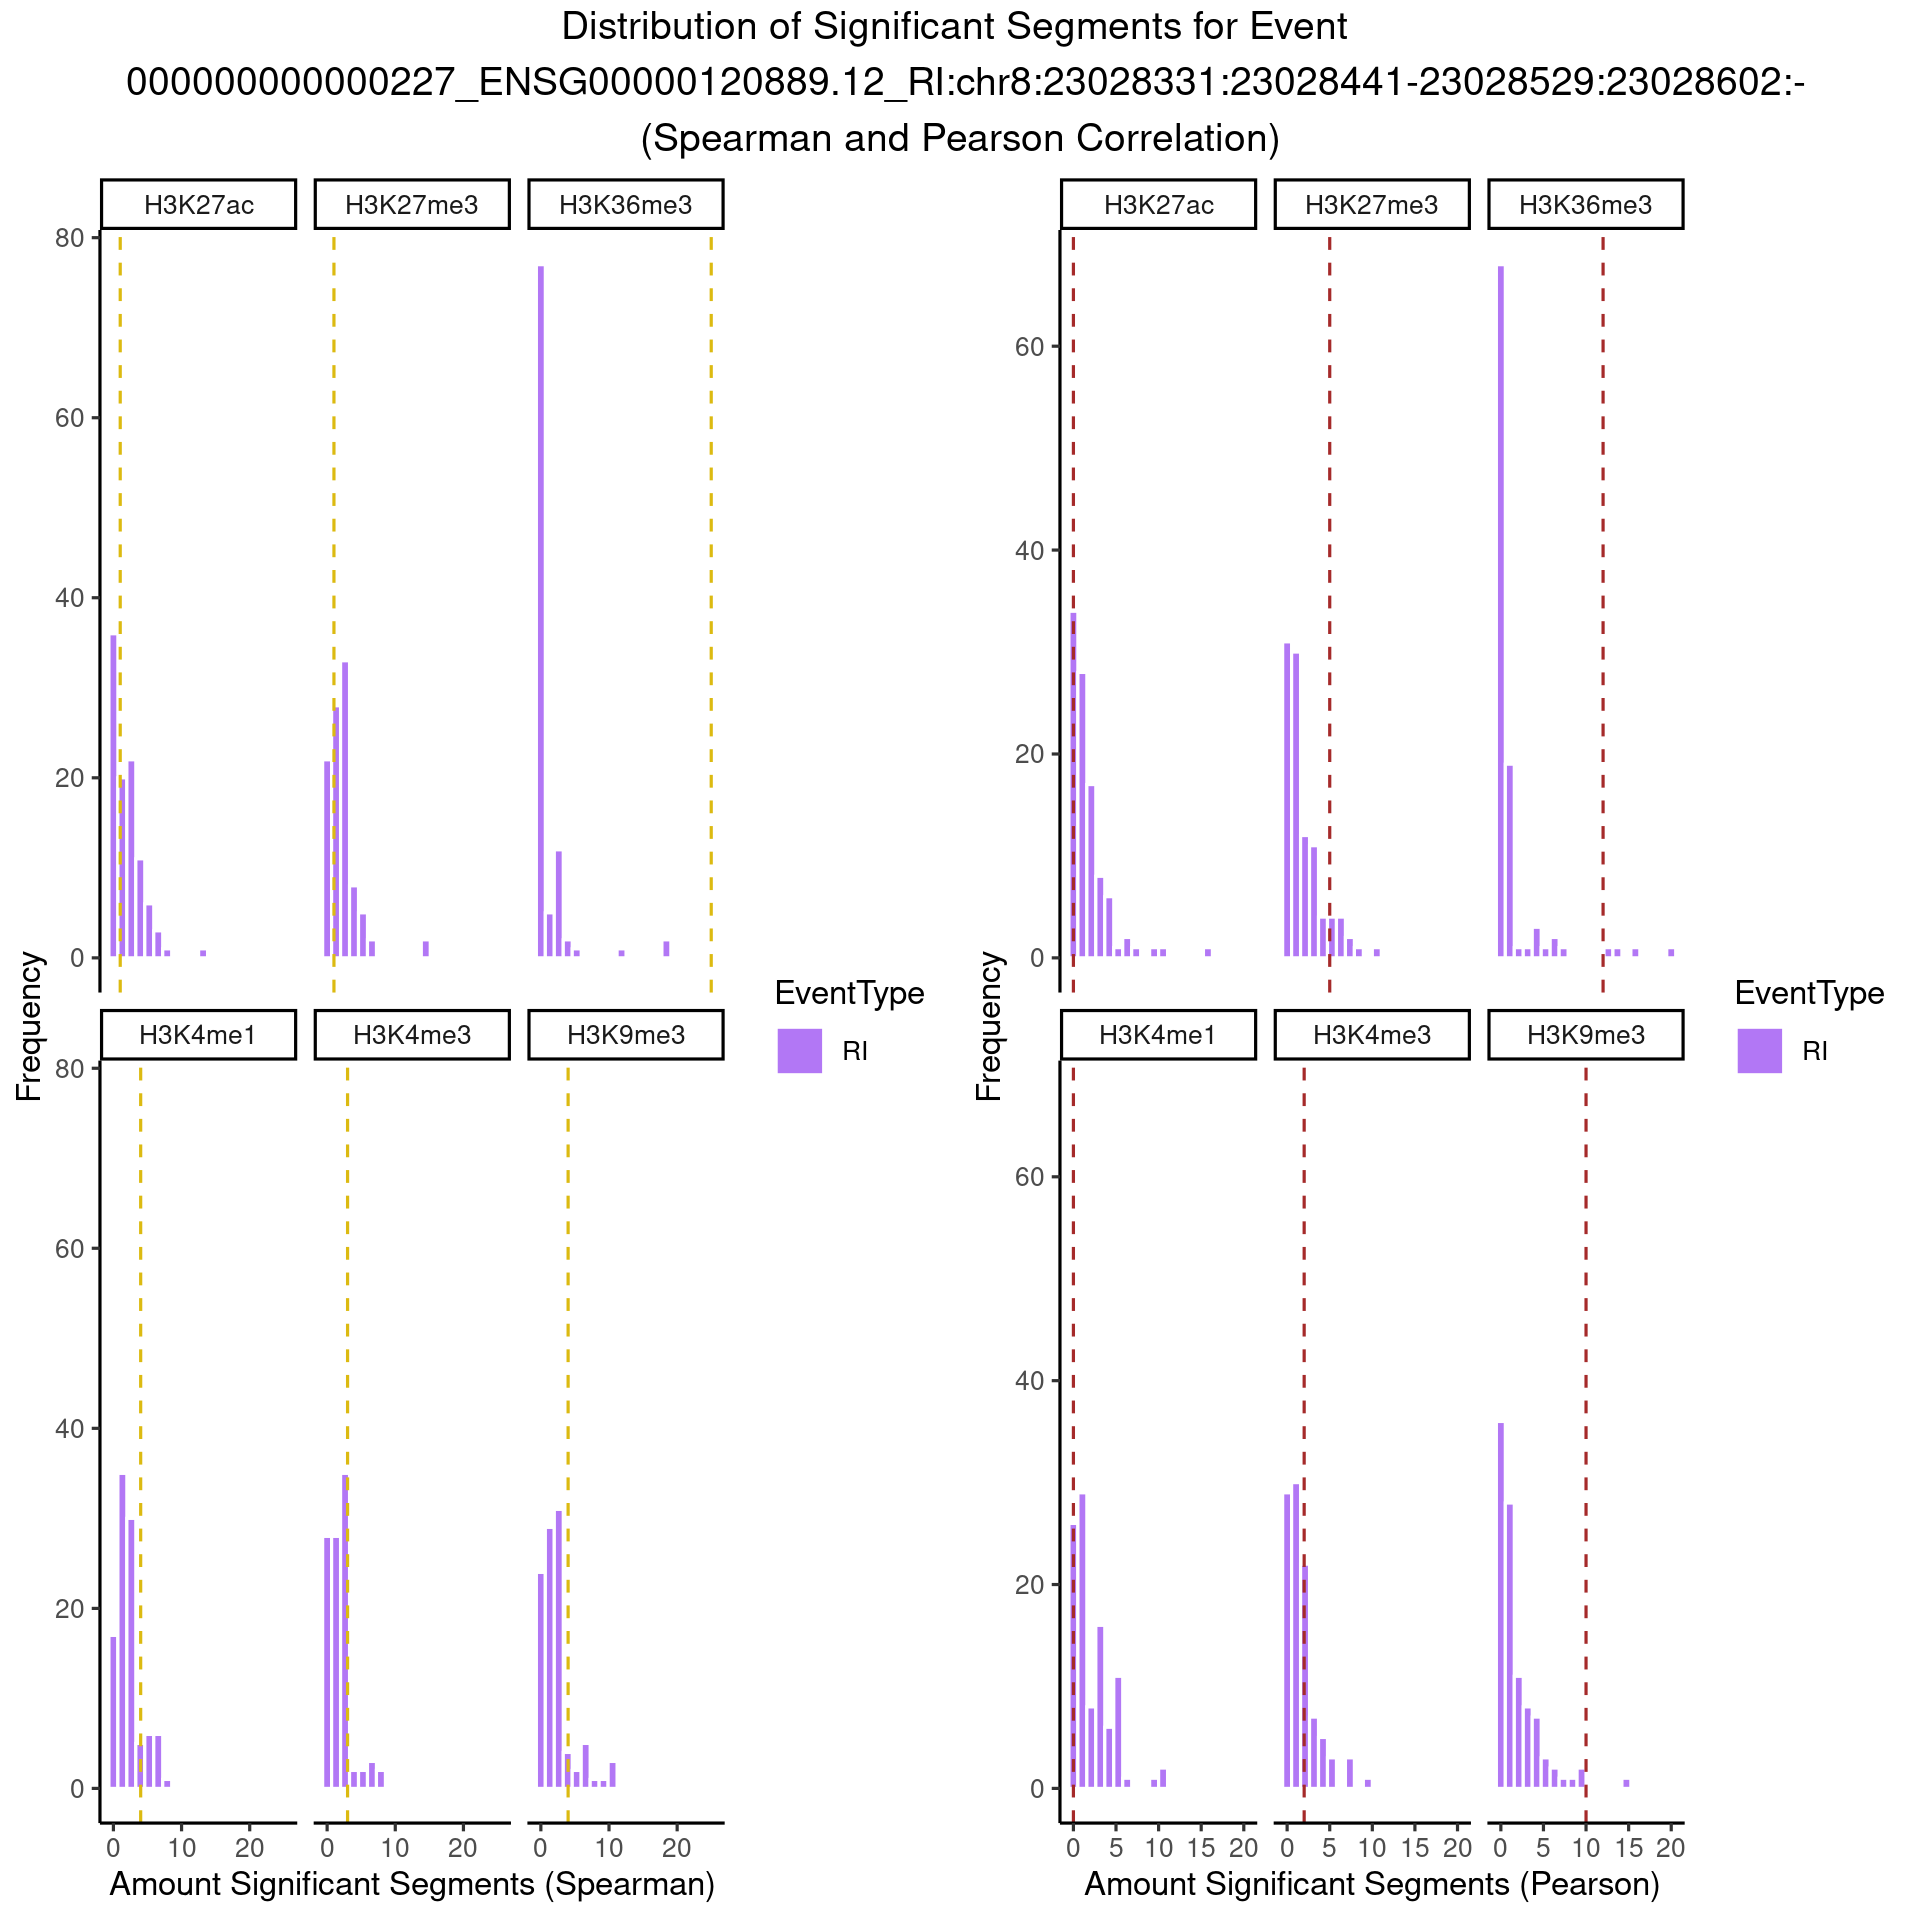 Distribution of Significant Segments for Event
000000000000227_ENSG00000120889.12_RI:chr8:23028331:23028441-23028529:23028602:-
(Spearman and Pearson Correlation)
H3K27ac H3K27me3 H3K36me3
80
60
40
20
0
H3K4me1 H3K4me3 H3K9me3
80
60
40
20
0
0 10 20 0 10 20 0 10 20
Frequency
Amount Significant Segments (Spearman)
EventType
RI
H3K27ac H3K27me3 H3K36me3
60
40
20
0
H3K4me1 H3K4me3 H3K9me3
60
40
20
0
0 5 10 15 20 0 5 10 15 20 0 5 10 15 20
Frequency
Amount Significant Segments (Pearson)
EventType
RI